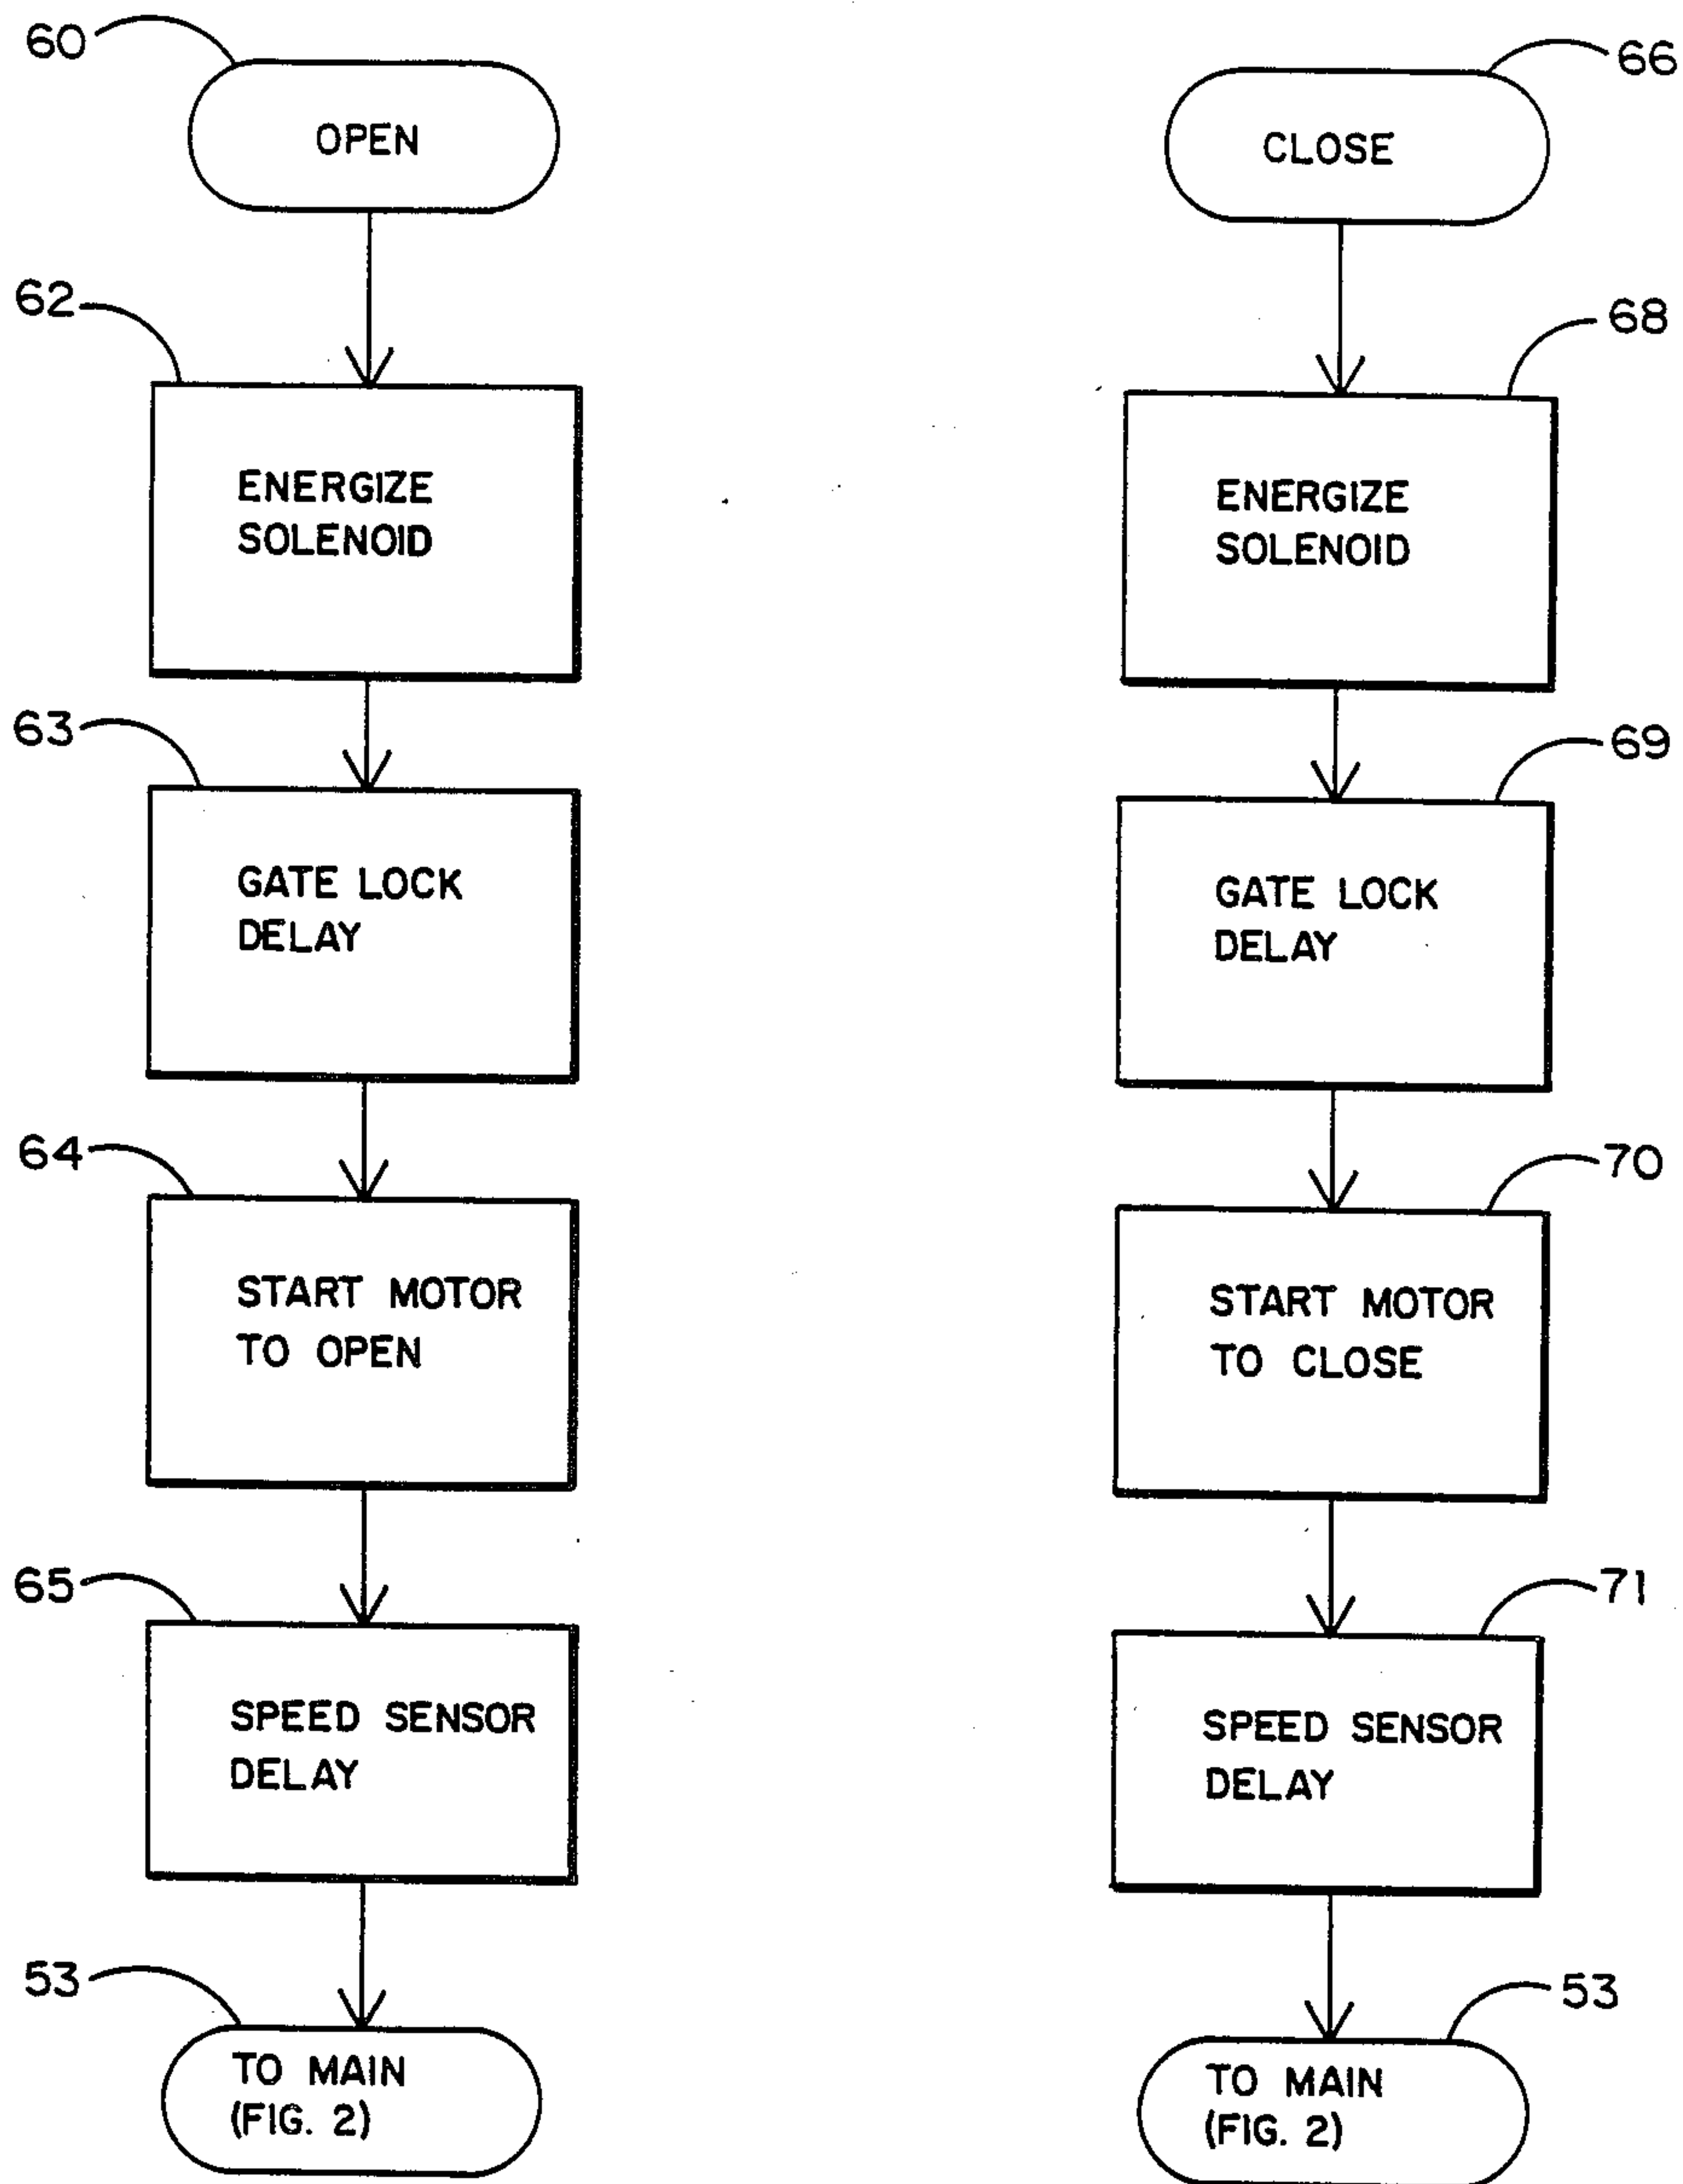 60
OPEN
62
ENERGIZE
SOLENOID
63
GATE LOCK
DELAY
64
START MOTOR
TO OPEN
65
SPEED SENSOR
DELAY
53
TO MAIN
(FIG. 2)
66
CLOSE
68
ENERGIZE
SOLENOID
69
GATE LOCK
DELAY
70
START MOTOR
TO CLOSE
71
SPEED SENSOR
DELAY
53
TO MAIN
(FIG. 2)